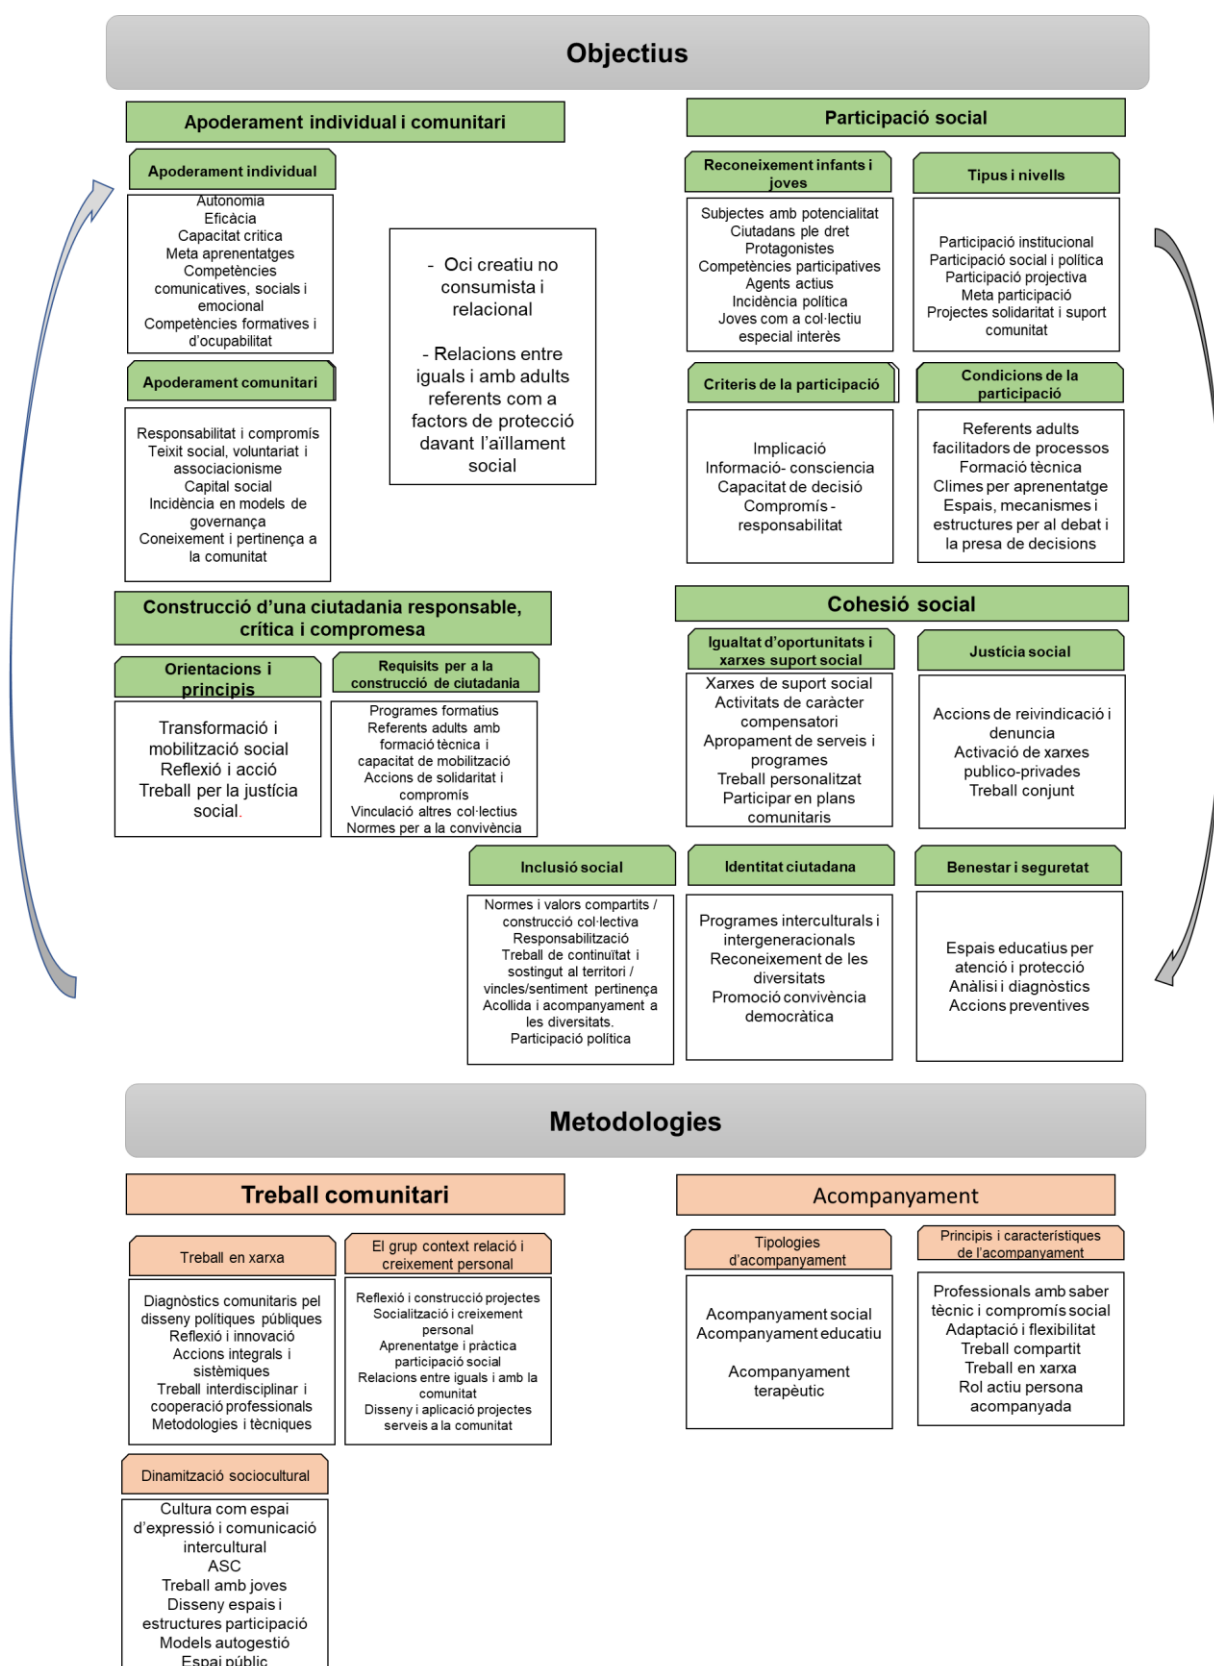 Objectius
Apoderament individual i comunitari
Apoderament individual
Autonomia
Eficàcia
Capacitat critica
Meta aprenentatges
Competències
comunicatives, socials i
emocional
Competències formatives i
d'ocupabilitat
Apoderament comunitari
Responsabilitat i compromís
Teixit social, voluntariat i
associacionisme
Capital social
Incidència en models de
governança
Coneixement i pertinença a
la comunitat
- Oci creatiu no
consumista i
relacional
- Relacions entre
iguals i amb adults
referents com a
factors de protecció
davant l'aïllament
social
Participació social
Reconeixement infants i
joves
Subjectes amb potencialitat
Ciutadans ple dret
Protagonistes
Competències participatives
Agents actius
Incidència política
Joves com a col·lectiu
especial interès
Tipus i nivells
Participació institucional
Participació social i política
Participació projectiva
Meta participació
Projectes solidaritat i suport
comunitat
Criteris de la participació
Implicació
Informació- consciencia
Capacitat de decisió
Compromís -
responsabilitat
Condicions de la
participació
Referents adults
facilitadors de processos
Formació tècnica
Climes per aprenentatge
Espais, mecanismes i
estructures per al debat i
la presa de decisions
Construcció d'una ciutadania responsable,
crítica i compromesa
Orientacions i
principis
Transformació i
mobilització social
Reflexió i acció
Treball per la justícia
social.
Requisits per a la
construcció de ciutadania
Programes formatius
Referents adults amb
formació tècnica i
capacitat de mobilització
Accions de solidaritat i
compromís
Vinculació altres col·lectius
Normes per a la convivència
Cohesió social
Igualtat d'oportunitats i
xarxes suport social
Xarxes de suport social
Activitats de caràcter
compensatori
Apropament de serveis i
programes
Treball personalitzat
Participar en plans
comunitaris
Justícia social
Accions de reivindicació i
denuncia
Activació de xarxes
publico-privades
Treball conjunt
Inclusió social
Normes i valors compartits /
construcció col·lectiva
Responsabilització
Treball de continuïtat i
sostingut al territori /
vincles/sentiment pertinença
Acollida i acompanyament a
les diversitats.
Participació política
Identitat ciutadana
Programes interculturals i
intergeneracionals
Reconeixement de les
diversitats
Promoció convivència
democràtica
Benestar i seguretat
Espais educatius per
atenció i protecció
Anàlisi i diagnòstics
Accions preventives
Metodologies
Treball comunitari
Treball en xarxa
Diagnòstics comunitaris pel
disseny polítiques públiques
Reflexió i innovació
Accions integrals i
sistèmiques
Treball interdisciplinar i
cooperació professionals
Metodologies i tècniques
El grup context relació i
creixement personal
Reflexió i construcció projectes
Socialització i creixement
personal
Aprenentatge i pràctica
participació social
Relacions entre iguals i amb la
comunitat
Disseny i aplicació projectes
serveis a la comunitat
Dinamització sociocultural
Cultura com espai
d'expressió i comunicació
intercultural
ASC
Treball amb joves
Disseny espais i
estructures participació
Models autogestió
Espai públic
Acompanyament
Tipologies
d'acompanyament
Acompanyament social
Acompanyament educatiu
Acompanyament
terapèutic
Principis i característiques
de l'acompanyament
Professionals amb saber
tècnic i compromís social
Adaptació i flexibilitat
Treball compartit
Treball en xarxa
Rol actiu persona
acompanyada